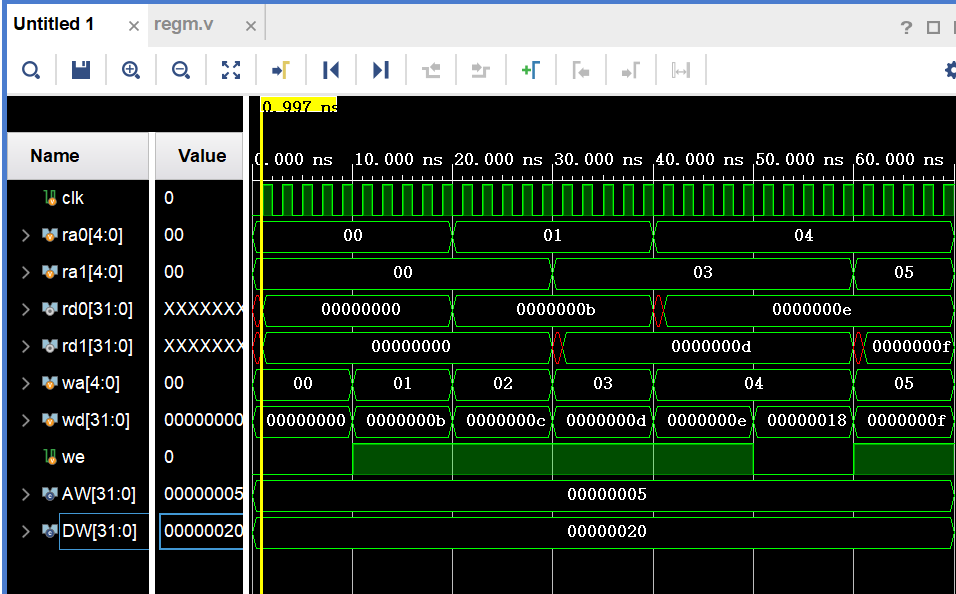 Untitled 1 × regm.v × ?
0.997 ns
0.000 ns 10.000 ns 20.000 ns 30.000 ns 40.000 ns 50.000 ns 60.000 ns
Name Value
clk 0
ra0[4:0] 00 00 01 04
ra1[4:0] 00 00 03 05
rd0[31:0] XXXXXXX 00000000 0000000b 0000000e
rd1[31:0] XXXXXXX 00000000 0000000d 0000000f
wa[4:0] 00 00 01 02 03 04 05
wd[31:0] 00000000 00000000 0000000b 0000000c 0000000d 0000000e 00000018 0000000f
we 0
AW[31:0] 00000005 00000005
DW[31:0] 00000020 00000020